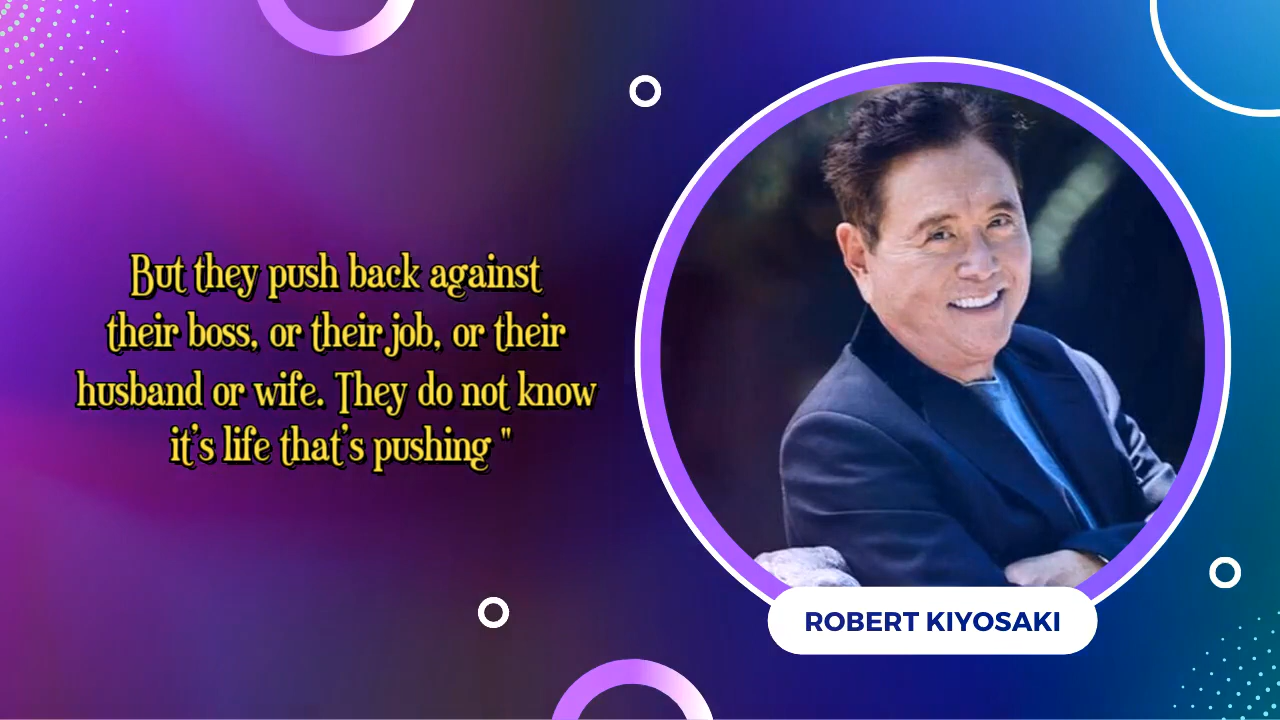 But they push back against
their boss, or their job, or their
husband or wife. They do not know
it's life that's pushing "
ROBERT KIYOSAKI